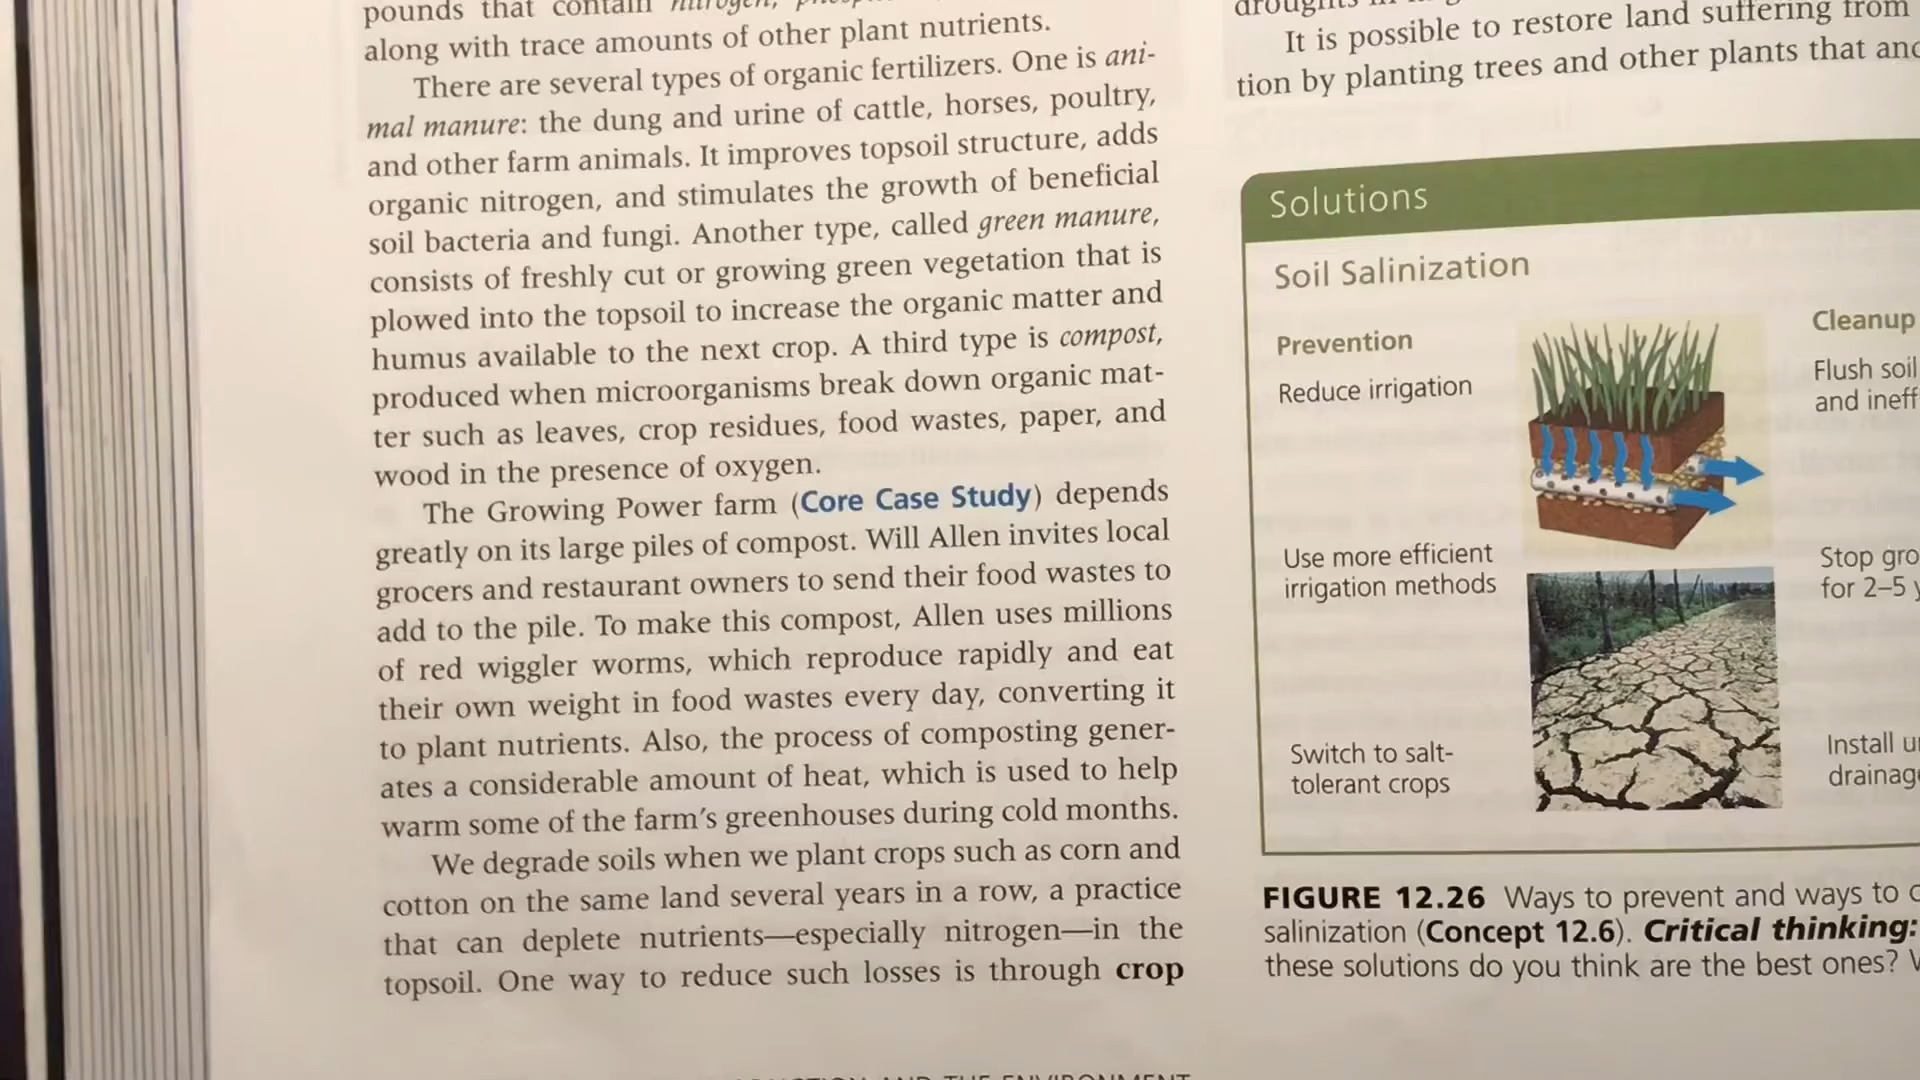 pounds that contain nitrogen,
along with trace amounts of other plant nutrients.
There are several types of organic fertilizers. One is ani-
mal manure: the dung and urine of cattle, horses, poultry,
and other farm animals. It improves topsoil structure, adds
organic nitrogen, and stimulates the growth of beneficial
soil bacteria and fungi. Another type, called green manure,
consists of freshly cut or growing green vegetation that is
plowed into the topsoil to increase the organic matter and
humus available to the next crop. A third type is compost,
produced when microorganisms break down organic mat-
ter such as leaves, crop residues, food wastes, paper, and
wood in the presence of oxygen.
The Growing Power farm (Core Case Study) depends
greatly on its large piles of compost. Will Allen invites local
grocers and restaurant owners to send their food wastes to
add to the pile. To make this compost, Allen uses millions
of red wiggler worms, which reproduce rapidly and eat
their own weight in food wastes every day, converting it
to plant nutrients. Also, the process of composting gener-
ates a considerable amount of heat, which is used to help
warm some of the farm's greenhouses during cold months.
We degrade soils when we plant crops such as corn and
cotton on the same land several years in a row, a practice
that can deplete nutrients—especially nitrogen—in the
topsoil. One way to reduce such losses is through crop
AND THE ENVIRONMENT
droughts in
It is possible to restore land suffering from
tion by planting trees and other plants that
Solutions
Soil Salinization
Prevention
Reduce irrigation
Use more efficient
irrigation methods
Switch to salt-
tolerant crops
Cleanup
Flush soil
and ineff
Stop gro
for 2–5 y
Install
drainag
FIGURE 12.26 Ways to prevent and ways to
salinization (Concept 12.6). Critical thinking:
these solutions do you think are the best ones?